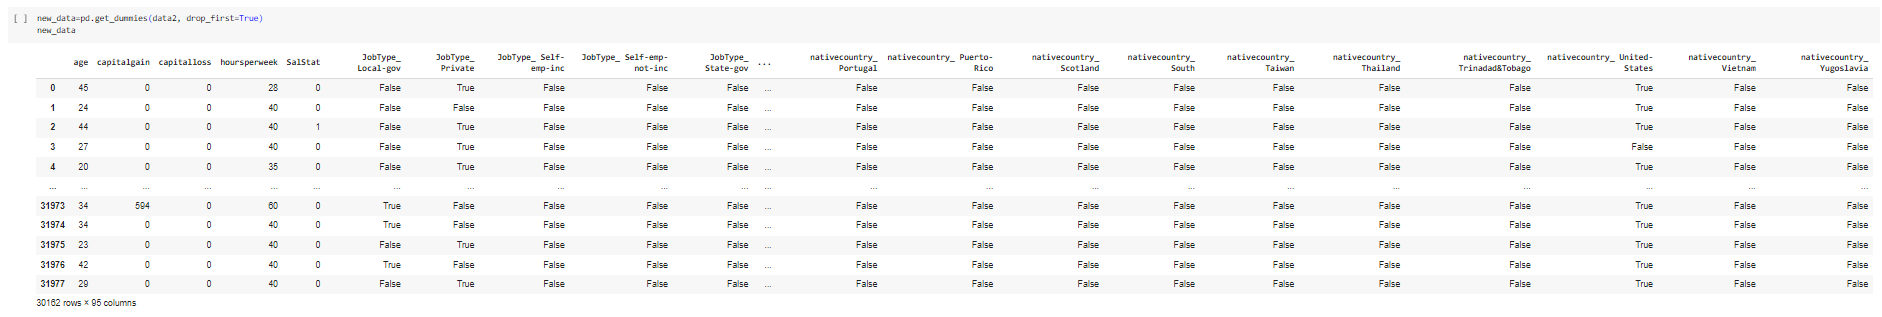 [ ] new_data=pd.get_dummies(data2, drop_first=True)
new_data
age capitalgain capitalloss hoursperweek SalStat JobType_ Local-gov JobType_ Private JobType_ Self-emp-inc JobType_ Self-emp-not-inc JobType_ State-gov ... nativecountry_ Portugal nativecountry_ Puerto-Rico nativecountry_ Scotland nativecountry_ South nativecountry_ Taiwan nativecountry_ Thailand nativecountry_ Trinadad&Tobago nativecountry_ United-States nativecountry_ Vietnam nativecountry_ Yugoslavia
0 45 0 0 28 0 False True False False False ... False False False False False False False True False False
1 24 0 0 40 0 False False False False False ... False False False False False False False True False False
2 44 0 0 40 1 False True False False False ... False False False False False False False True False False
3 27 0 0 40 0 False True False False False ... False False False False False False False False False False
4 20 0 0 35 0 False True False False False ... False False False False False False False True False False
... ... ... ... ... ... ... ... ... ... ... ... ... ... ... ... ... ... ... ... ... ...
31973 34 594 0 60 0 True False False False False ... False False False False False False False True False False
31974 34 0 0 40 0 True False False False False ... False False False False False False False True False False
31975 23 0 0 40 0 False True False False False ... False False False False False False False True False False
31976 42 0 0 40 0 True False False False False ... False False False False False False False True False False
31977 29 0 0 40 0 False True False False False ... False False False False False False False True False False
30162 rows × 95 columns